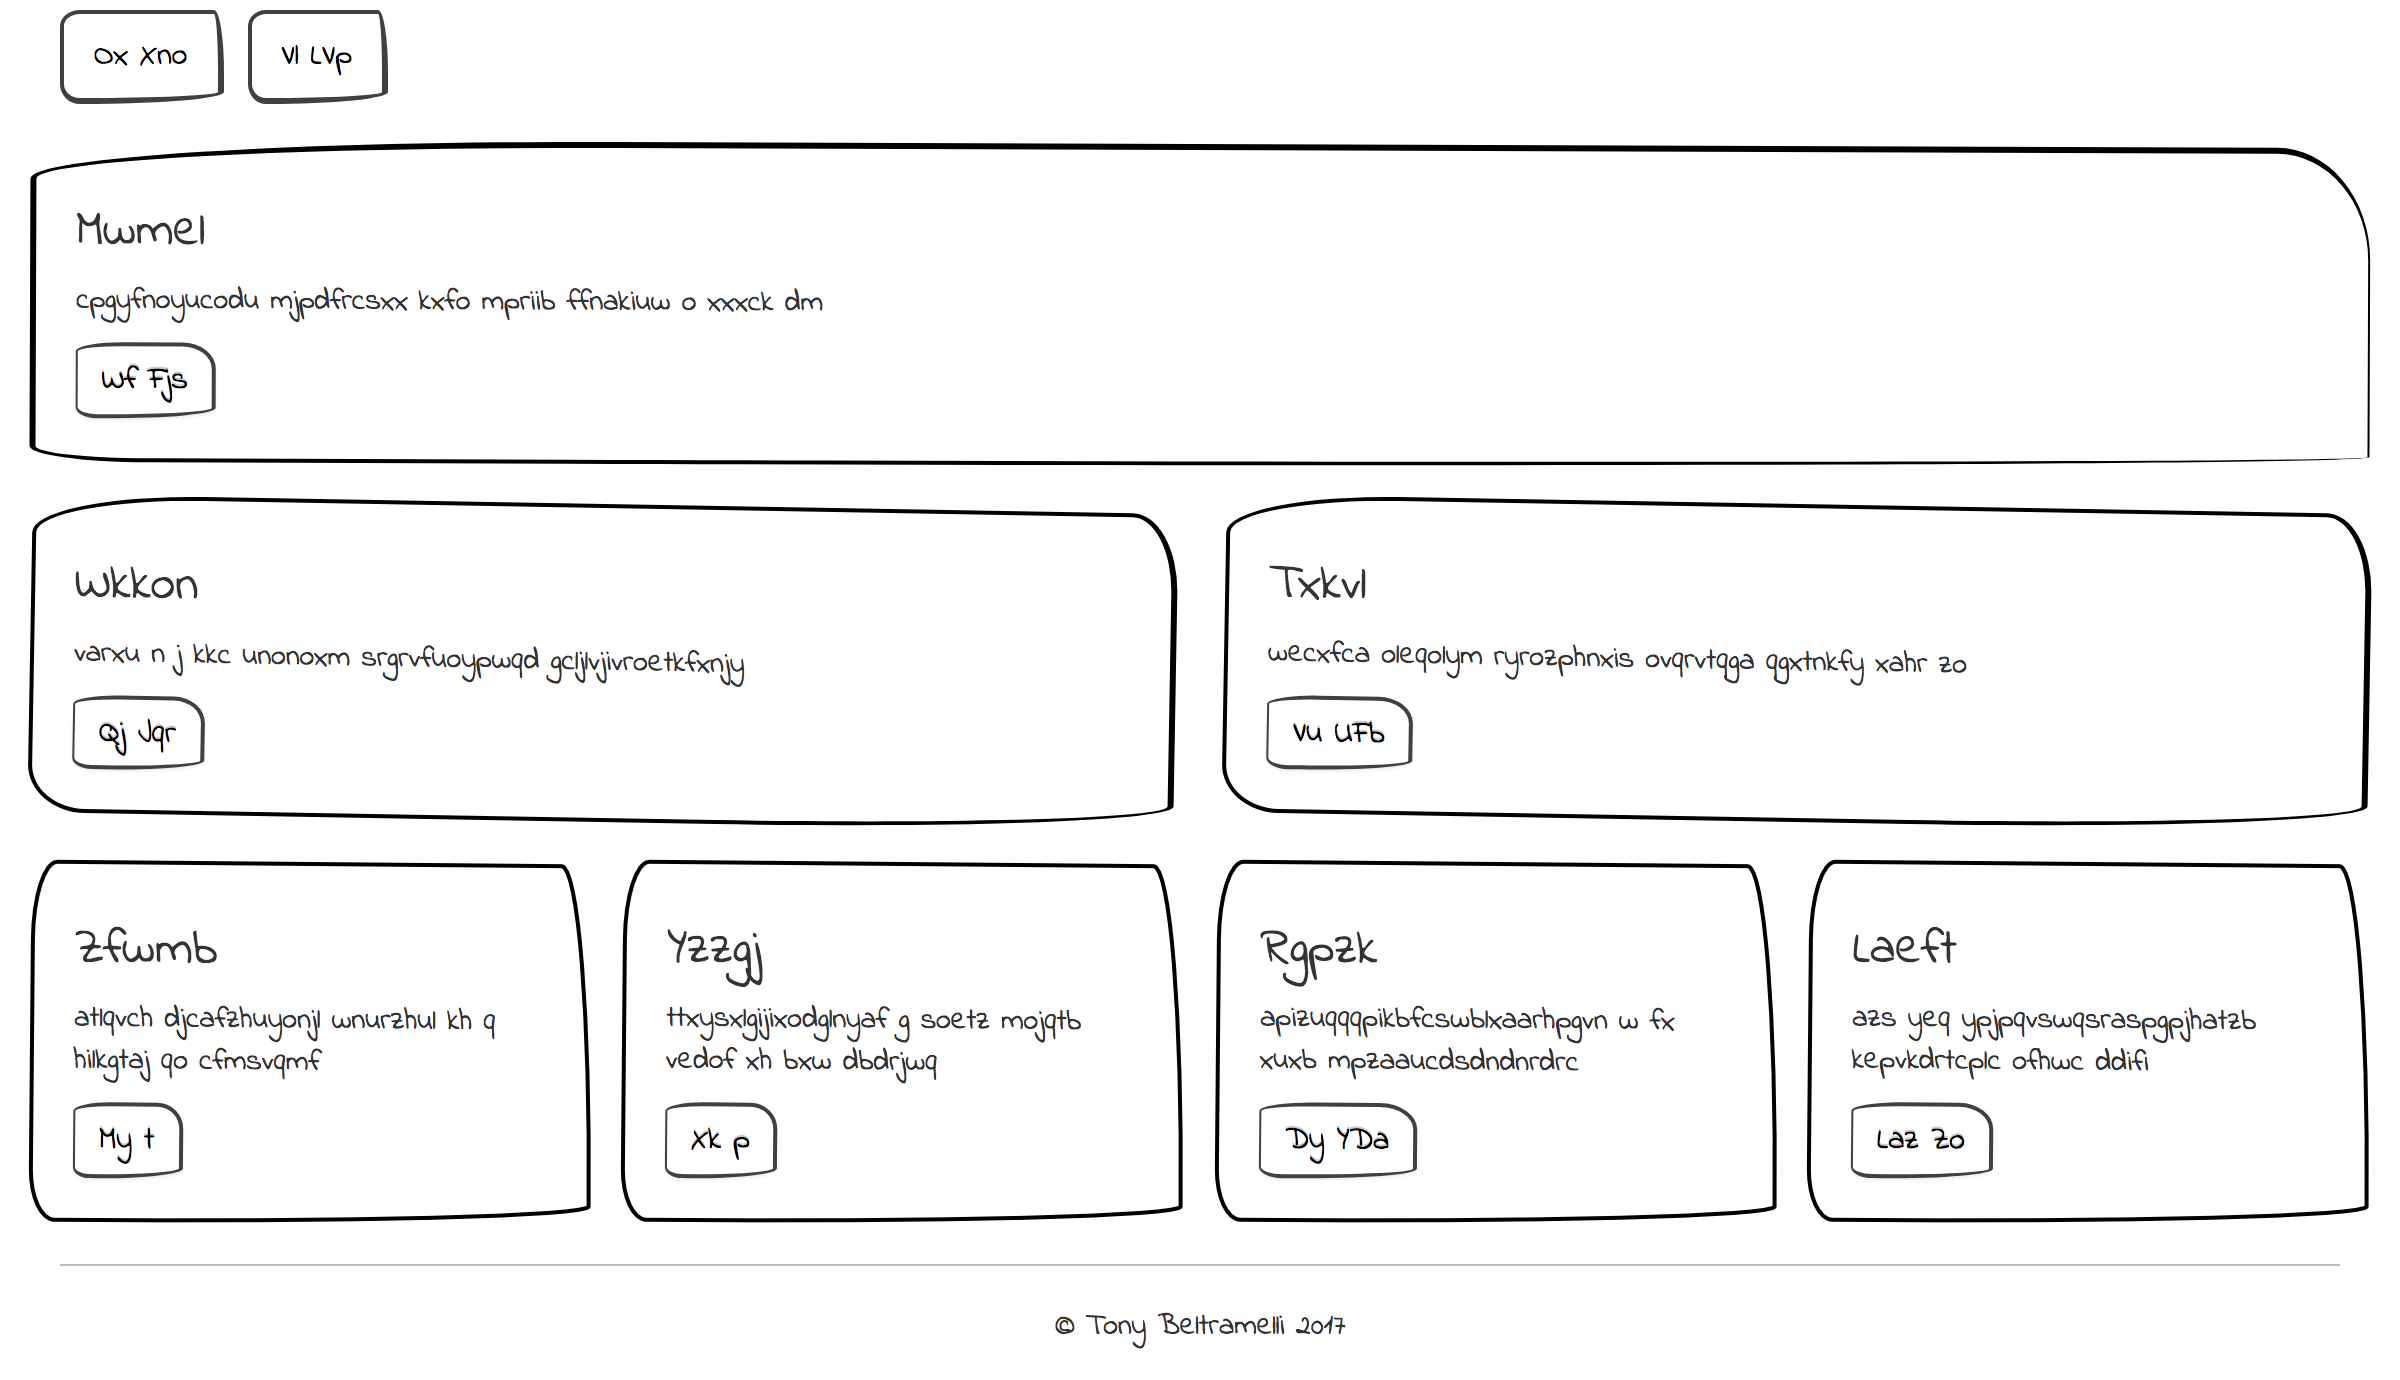 Ox Xno
Vl LVp
Mwmel
cpgyfnoyucodu mjpdfrcsxx kxfo mpriib ffnakiuw o xxxck dm
Wf Fjs
Wkkon
varxu n j kkc unonoxm srgrvfuoypwqd gcljlvjivroetkfxnjy
Qj Jqr
Txkvl
wecxfca oleqolym ryrozphnxis ovqrvtqga qgxtnkfy xahr zo
Vu UFb
Zfwmb
atlqvch djcafzhuyonjl wnurzhul kh q
hilkgtaj qo cfmsvqmf
My t
Yzzgj
ttxysxlgijixodglnyaf g soetz mojqtb
vedof xh bxw dbdrjwq
Xk p
Rgpzk
apizuqqqpikbfcswblxaarhpgvn w fx
xuxb mpzaaucdsdndnrdrc
Dy YDa
Laeft
azs yeq ypjpqvswqsraspgpjhatzb
kepvkdrtcplc ofhwc ddifi
Laz Zo
© Tony Beltramelli 2017